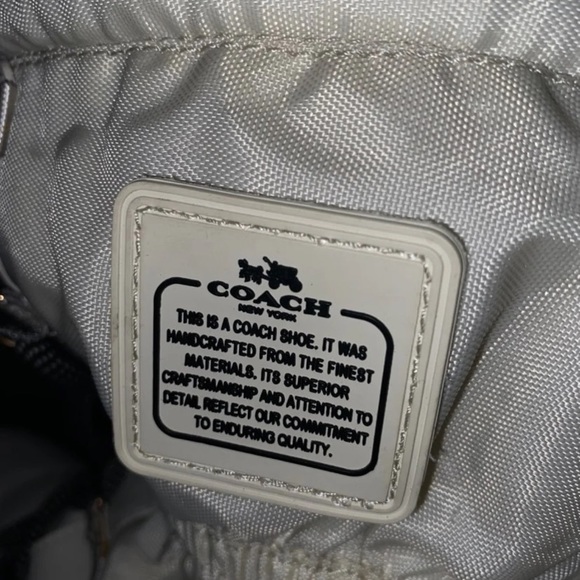 COACH
NEW YORK
THIS IS A COACH SHOE. IT WAS
HANDCRAFTED FROM THE FINEST
MATERIALS. ITS SUPERIOR
CRAFTSMANSHIP AND ATTENTION TO
DETAIL REFLECT OUR COMMITMENT
TO ENDURING QUALITY.